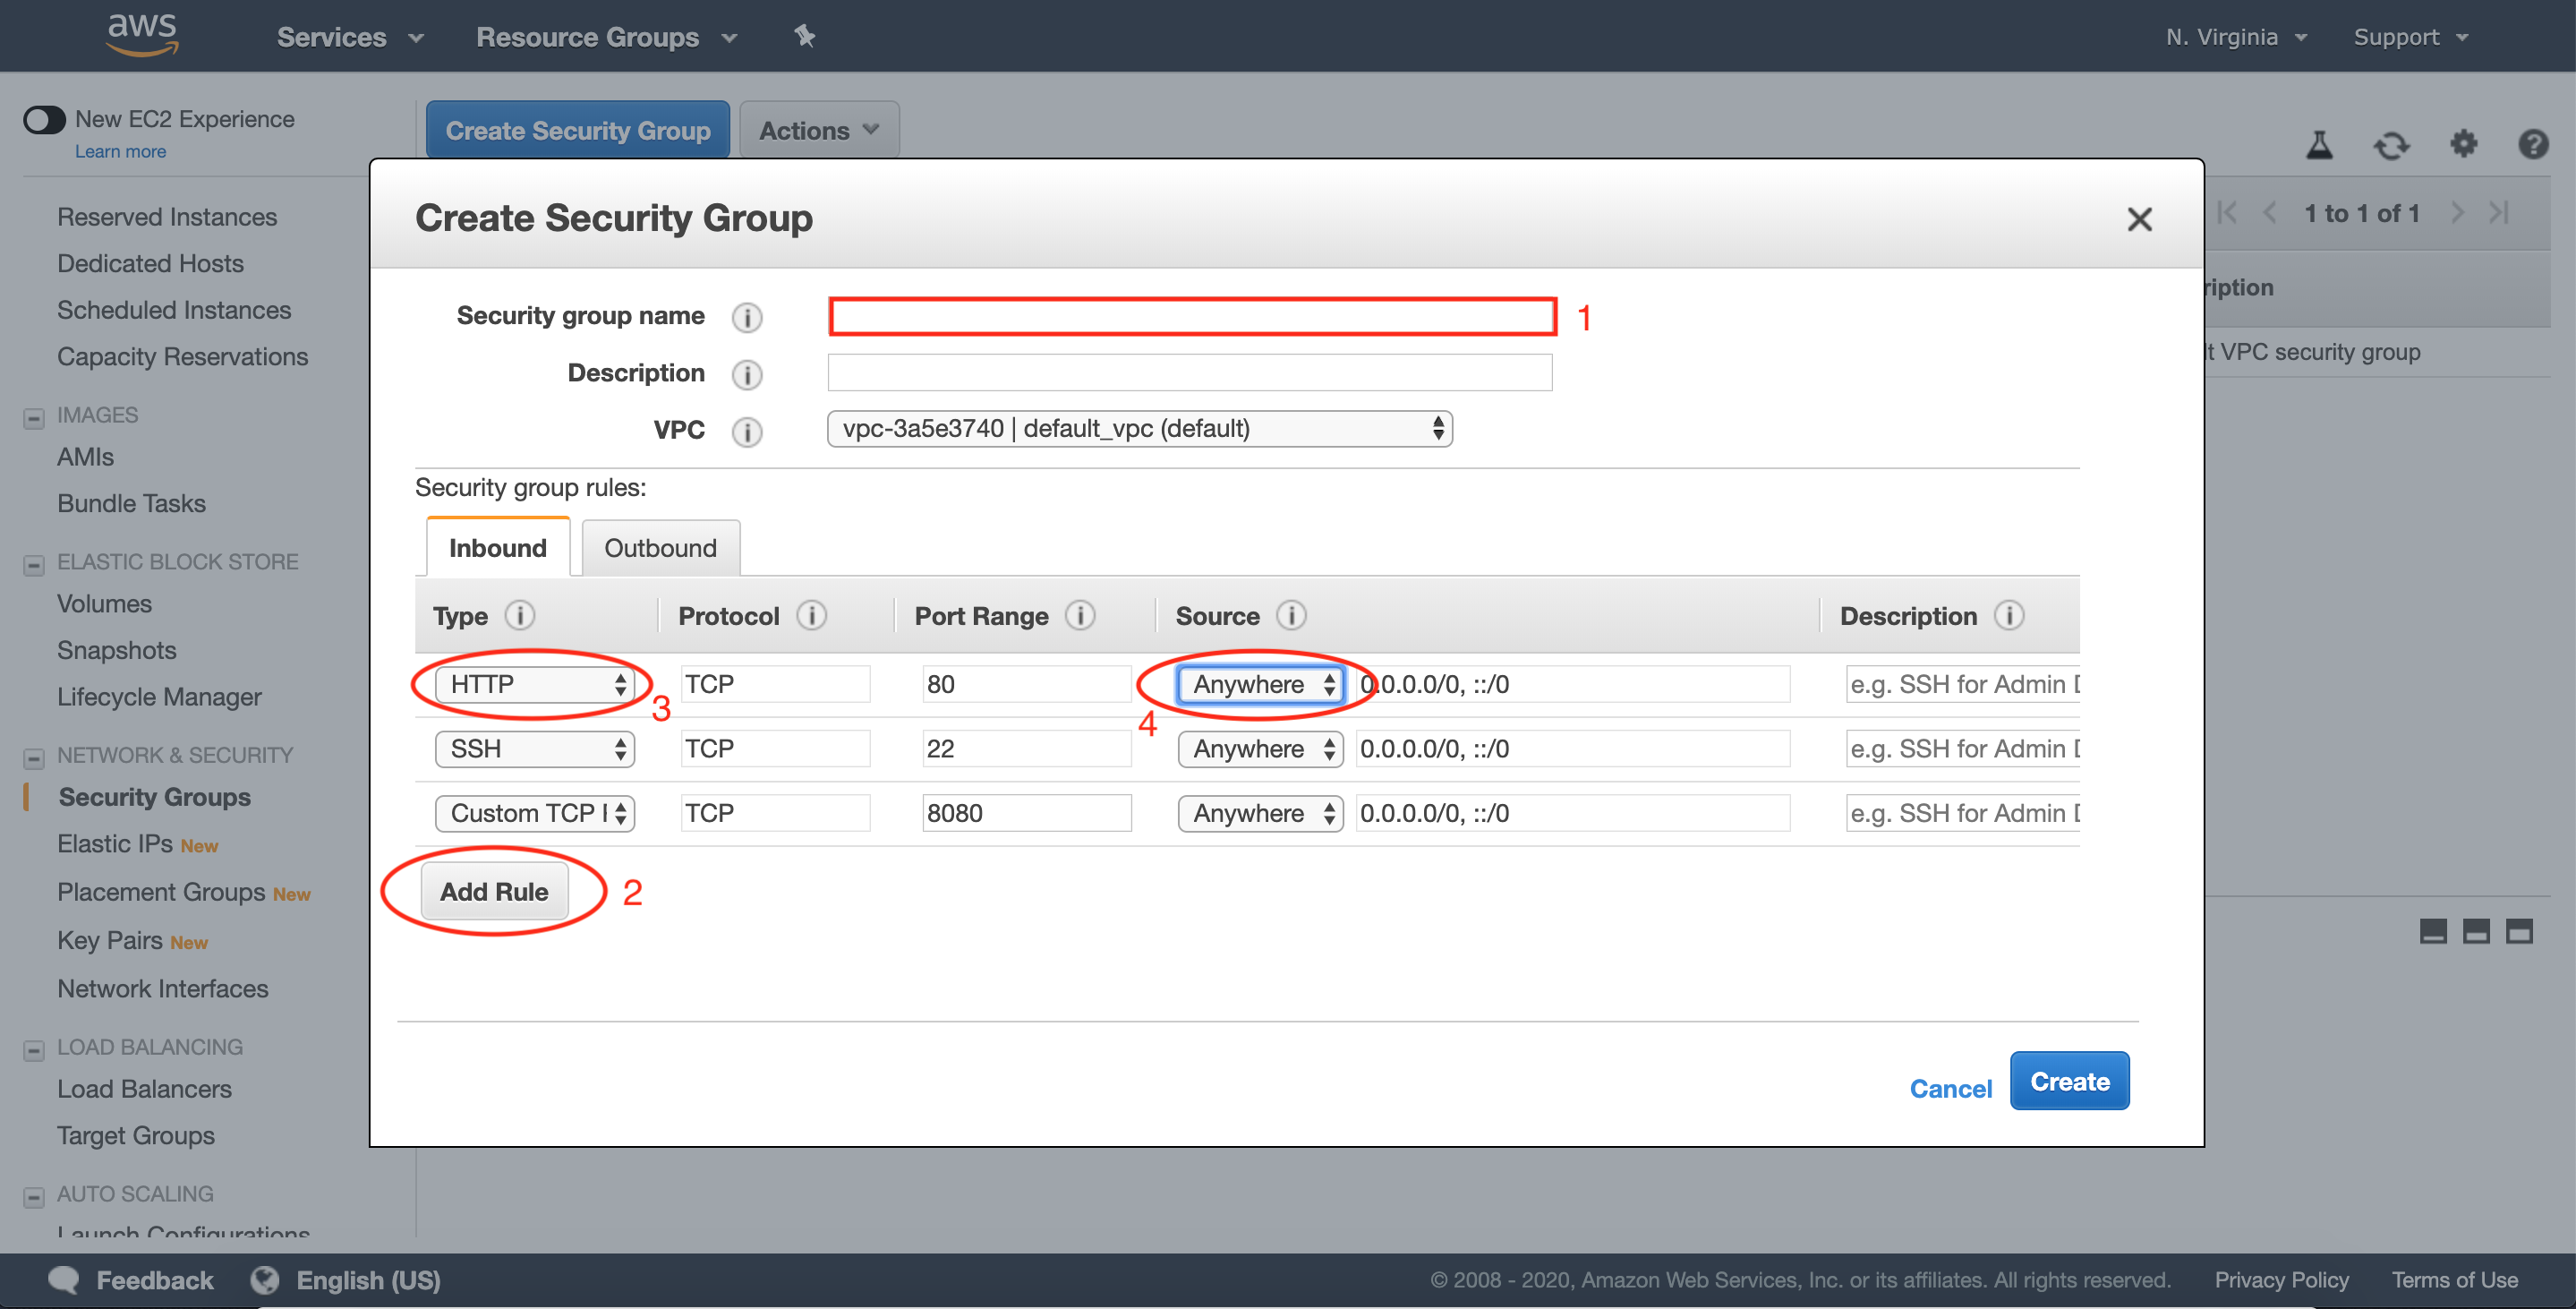 aws Services Resource Groups N. Virginia Support
New EC2 Experience
Learn more
Reserved Instances
Dedicated Hosts
Scheduled Instances
Capacity Reservations
IMAGES
AMIs
Bundle Tasks
ELASTIC BLOCK STORE
Volumes
Snapshots
Lifecycle Manager
NETWORK & SECURITY
Security Groups
Elastic IPs New
Placement Groups New
Key Pairs New
Network Interfaces
LOAD BALANCING
Load Balancers
Target Groups
AUTO SCALING
Launch Configurations
Create Security Group Actions
1 to 1 of 1
ription
lt VPC security group
Create Security Group
Security group name 1
Description
VPC vpc-3a5e3740 | default_vpc (default)
Security group rules:
Inbound Outbound
Type Protocol Port Range Source Description
HTTP 3 TCP 80 4 Anywhere 0.0.0.0/0, ::/0 e.g. SSH for Admin D
SSH TCP 22 Anywhere 0.0.0.0/0, ::/0 e.g. SSH for Admin D
Custom TCP TCP 8080 Anywhere 0.0.0.0/0, ::/0 e.g. SSH for Admin D
Add Rule 2
Cancel Create
Feedback English (US) © 2008 - 2020, Amazon Web Services, Inc. or its affiliates. All rights reserved. Privacy Policy Terms of Use